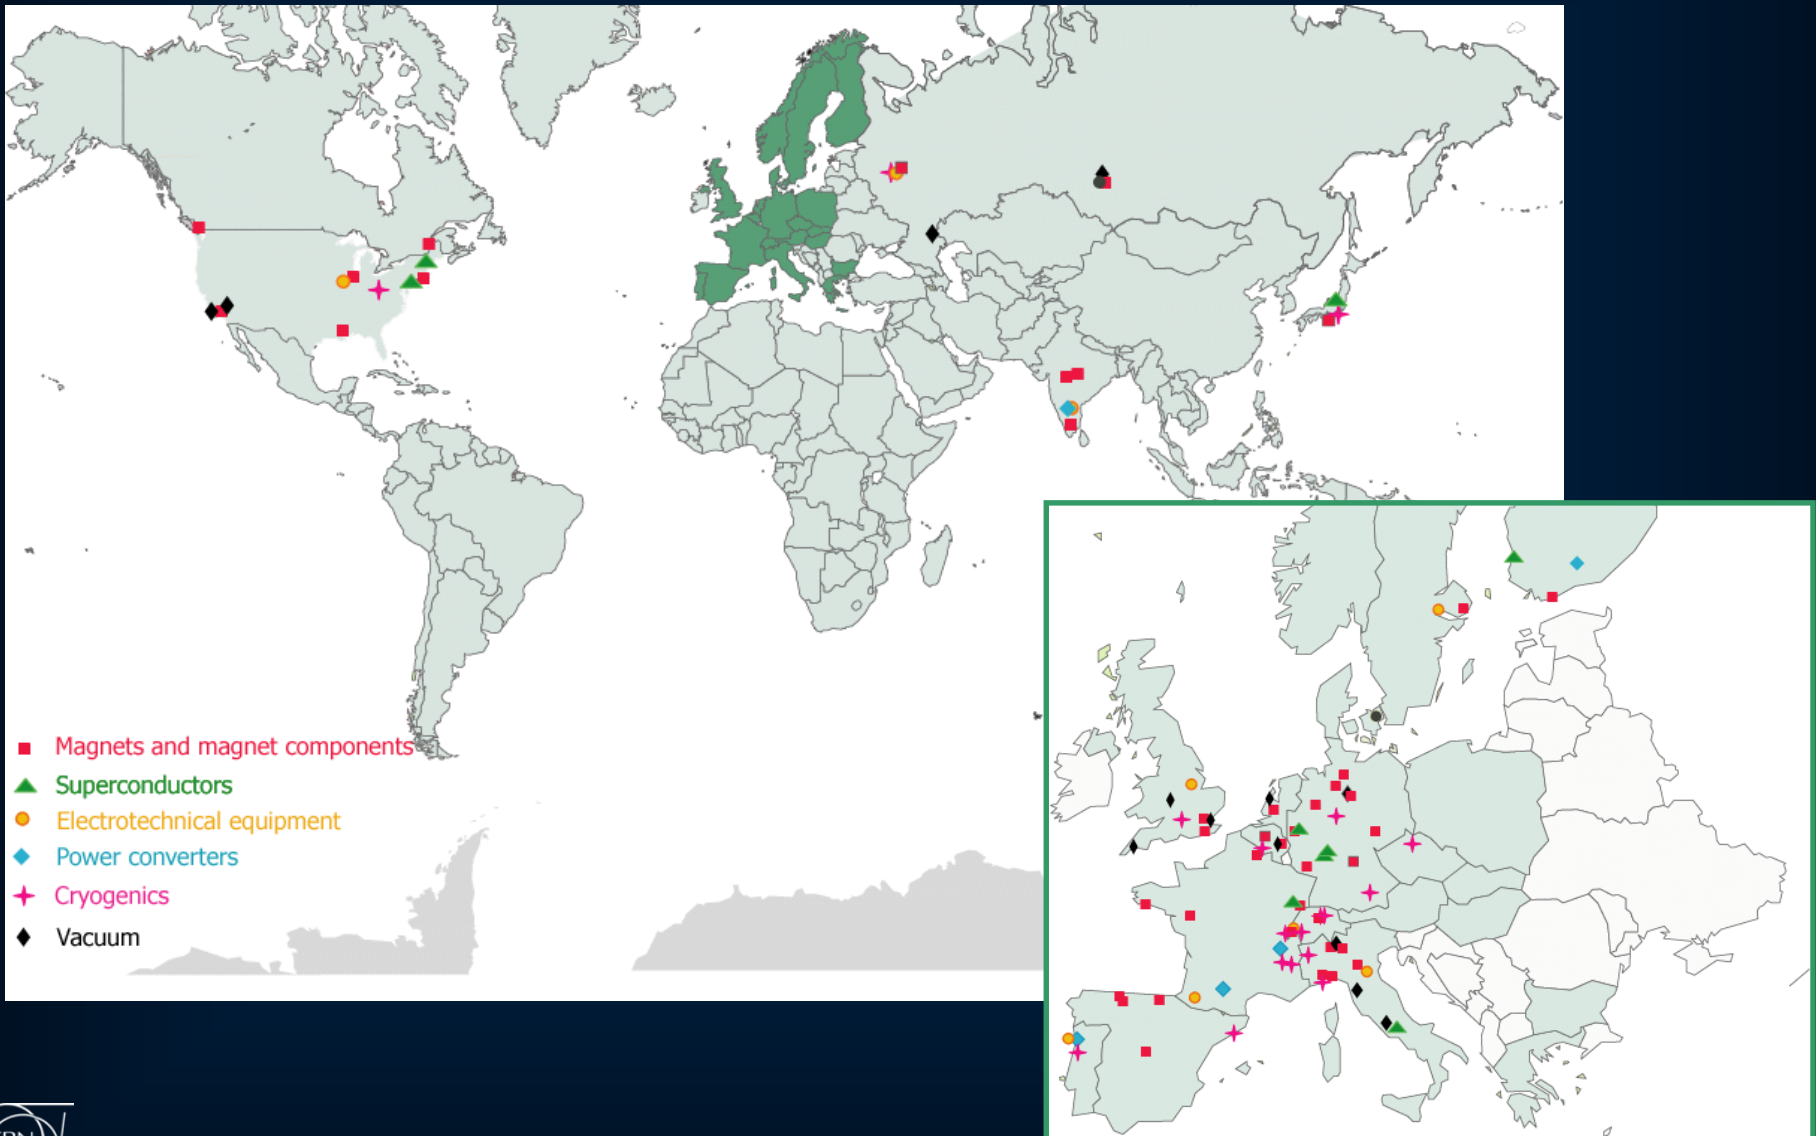 Magnets and magnet components
Superconductors
Electrotechnical equipment
Power converters
Cryogenics
Vacuum